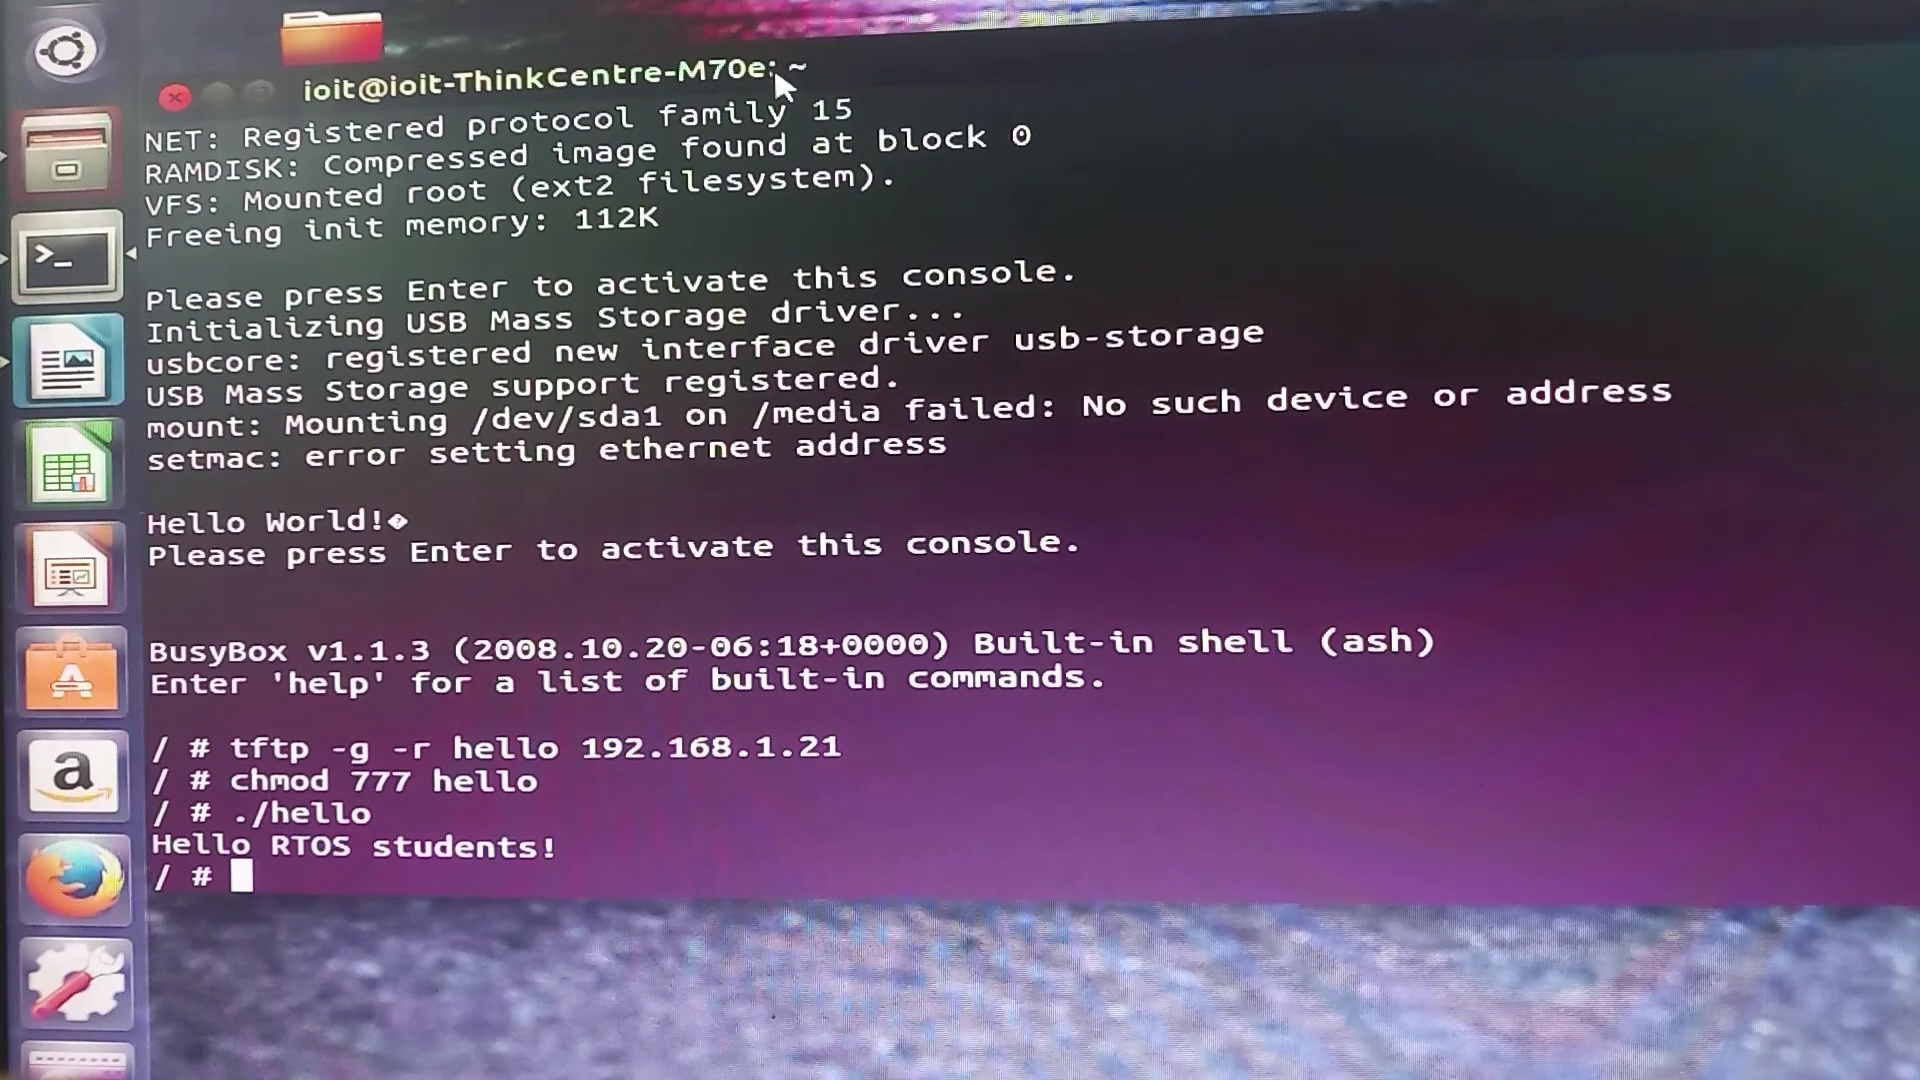 ioit@ioit-ThinkCentre-M70e: ~
NET: Registered protocol family 15
RAMDISK: Compressed image found at block 0
VFS: Mounted root (ext2 filesystem).
Freeing init memory: 112K
Please press Enter to activate this console.
Initializing USB Mass Storage driver...
usbcore: registered new interface driver usb-storage
USB Mass Storage support registered.
mount: Mounting /dev/sda1 on /media failed: No such device or address
setmac: error setting ethernet address
Hello World!�
Please press Enter to activate this console.
BusyBox v1.1.3 (2008.10.20-06:18+0000) Built-in shell (ash)
Enter 'help' for a list of built-in commands.
/ # tftp -g -r hello 192.168.1.21
/ # chmod 777 hello
/ # ./hello
Hello RTOS students!
/ #